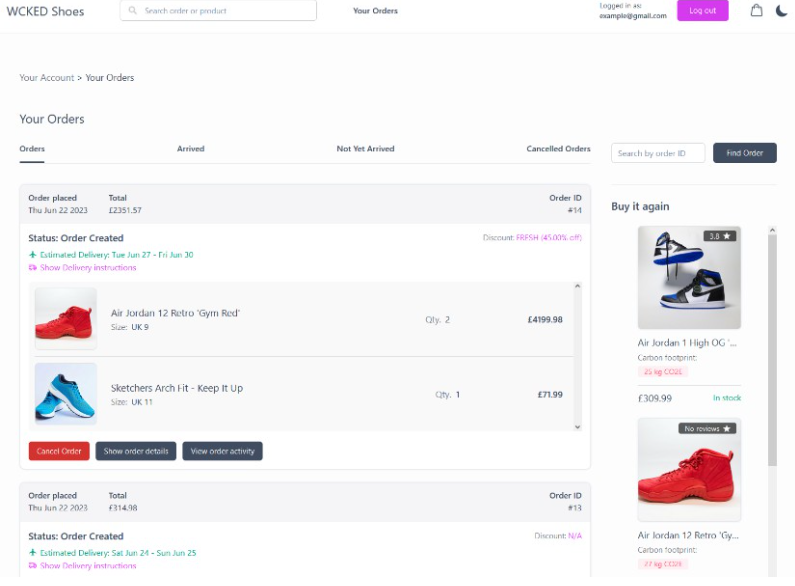 WCKED Shoes
Search order or product
Your Orders
Logged in as:
example@gmail.com
Log out
Your Account > Your Orders
Your Orders
Orders
Arrived
Not Yet Arrived
Cancelled Orders
Search by order ID
Find Order
Order placed
Total
Order ID
Thu Jun 22 2023
£2351.57
#14
Status: Order Created
Discount: FRESH (45.00% off)
Estimated Delivery: Tue Jun 27 - Fri Jun 30
Show Delivery instructions
Air Jordan 12 Retro 'Gym Red'
Size: UK 9
Qty. 2
£4199.98
Sketchers Arch Fit - Keep It Up
Size: UK 11
Qty. 1
£71.99
Cancel Order
Show order details
View order activity
Order placed
Total
Order ID
Thu Jun 22 2023
£314.98
#13
Status: Order Created
Discount: N/A
Estimated Delivery: Sat Jun 24 - Sun Jun 25
Show Delivery instructions
Buy it again
3.8
Air Jordan 1 High OG '...
Carbon footprint:
25 kg CO2E
£309.99
In stock
No reviews
Air Jordan 12 Retro 'Gy...
Carbon footprint:
27 kg CO2E